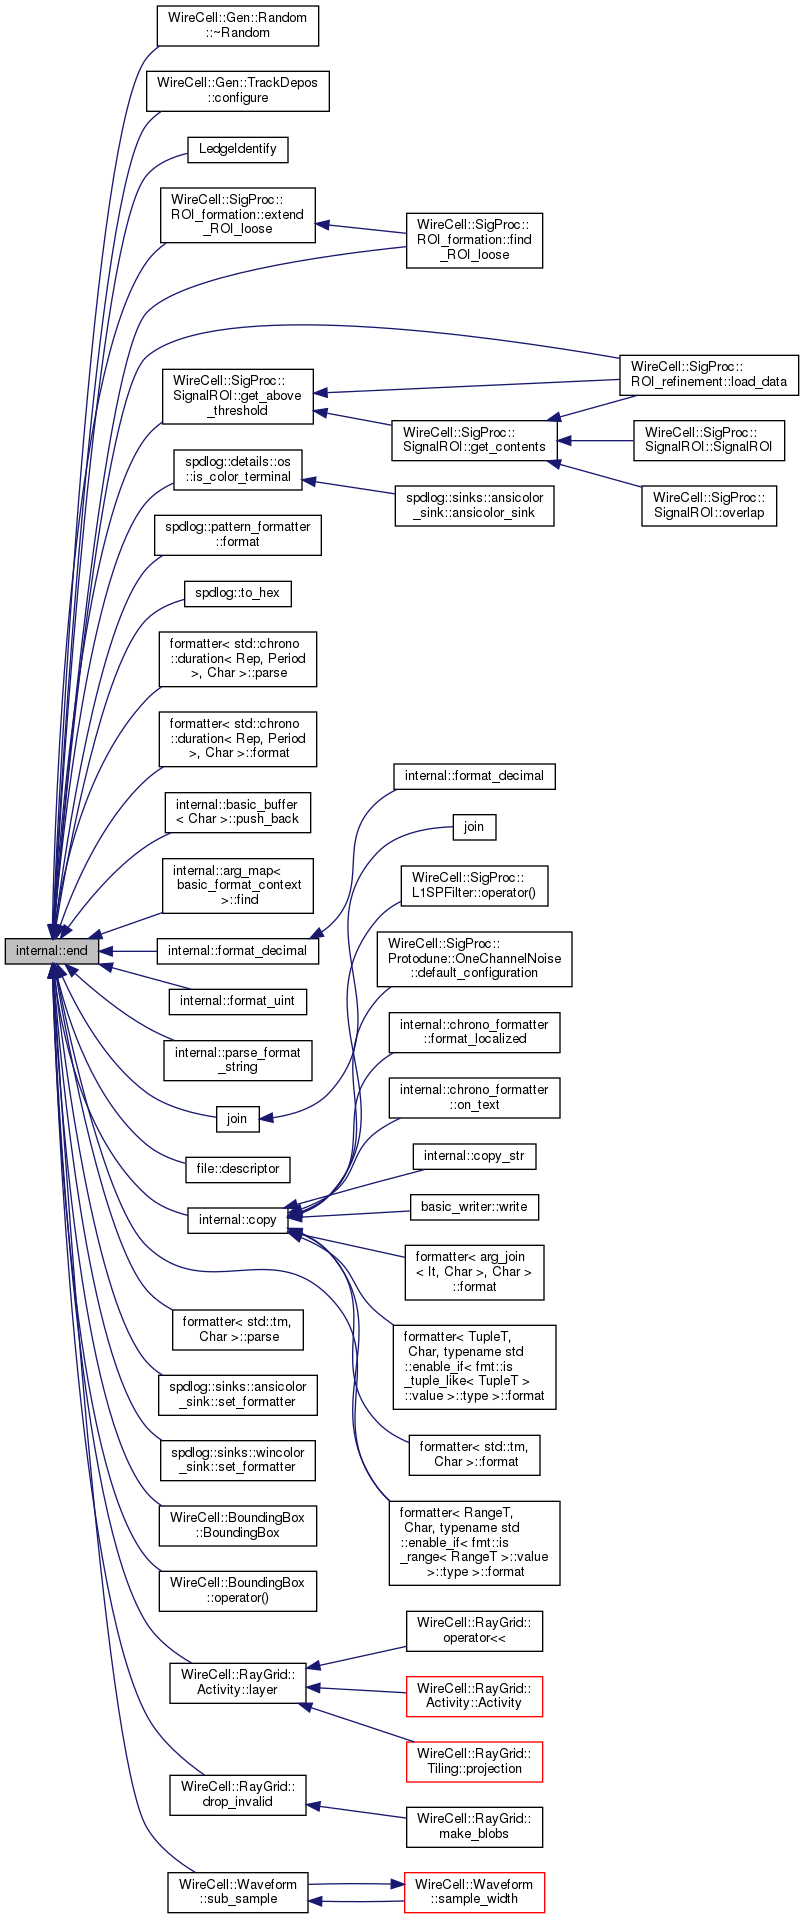 WireCell::Gen::Random
::~Random
WireCell::Gen::TrackDepos
::configure
LedgeIdentify
WireCell::SigProc::
ROI_formation::extend
_ROI_loose
WireCell::SigProc::
ROI_formation::find
_ROI_loose
WireCell::SigProc::
ROI_refinement::load_data
WireCell::SigProc::
SignalROI::get_above
_threshold
WireCell::SigProc::
SignalROI::get_contents
WireCell::SigProc::
SignalROI::SignalROI
spdlog::details::os
::is_color_terminal
spdlog::sinks::ansicolor
_sink::ansicolor_sink
WireCell::SigProc::
SignalROI::overlap
spdlog::pattern_formatter
::format
spdlog::to_hex
formatter< std::chrono
::duration< Rep, Period
>, Char >::parse
formatter< std::chrono
::duration< Rep, Period
>, Char >::format
internal::format_decimal
internal::basic_buffer
< Char >::push_back
join
internal::arg_map<
basic_format_context
>::find
WireCell::SigProc::
L1SPFilter::operator()
internal::end
internal::format_decimal
WireCell::SigProc::
Protodune::OneChannelNoise
::default_configuration
internal::format_uint
internal::chrono_formatter
::format_localized
internal::parse_format
_string
internal::chrono_formatter
::on_text
join
internal::copy_str
file::descriptor
basic_writer::write
internal::copy
formatter< arg_join
< It, Char >, Char >
::format
formatter< std::tm,
Char >::parse
formatter< TupleT,
Char, typename std
::enable_if< fmt::is
_tuple_like< TupleT >
::value >::type >::format
spdlog::sinks::ansicolor
_sink::set_formatter
formatter< std::tm,
Char >::format
spdlog::sinks::wincolor
_sink::set_formatter
WireCell::BoundingBox
::BoundingBox
formatter< RangeT,
Char, typename std
::enable_if< fmt::is
_range< RangeT >::value
>::type >::format
WireCell::BoundingBox
::operator()
WireCell::RayGrid::
operator<<
WireCell::RayGrid::
Activity::layer
WireCell::RayGrid::
Activity::Activity
WireCell::RayGrid::
Tiling::projection
WireCell::RayGrid::
drop_invalid
WireCell::RayGrid::
make_blobs
WireCell::Waveform
::sub_sample
WireCell::Waveform
::sample_width